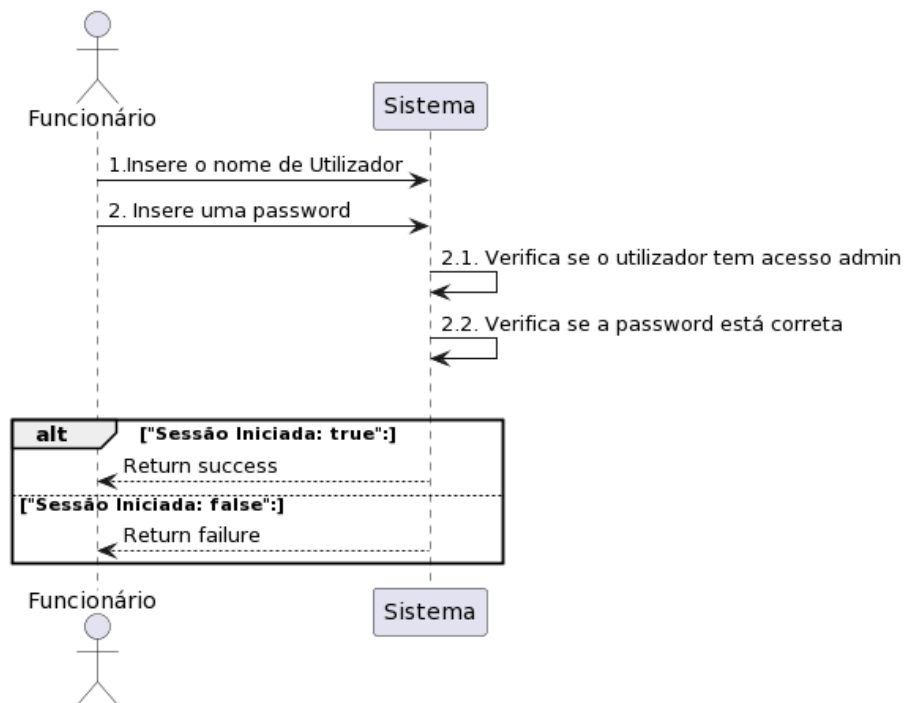 Funcionário
Sistema
1.Insere o nome de Utilizador
2. Insere uma password
2.1. Verifica se o utilizador tem acesso admin
2.2. Verifica se a password está correta
alt ["Sessão Iniciada: true":]
Return success
["Sessão Iniciada: false":]
Return failure
Funcionário
Sistema